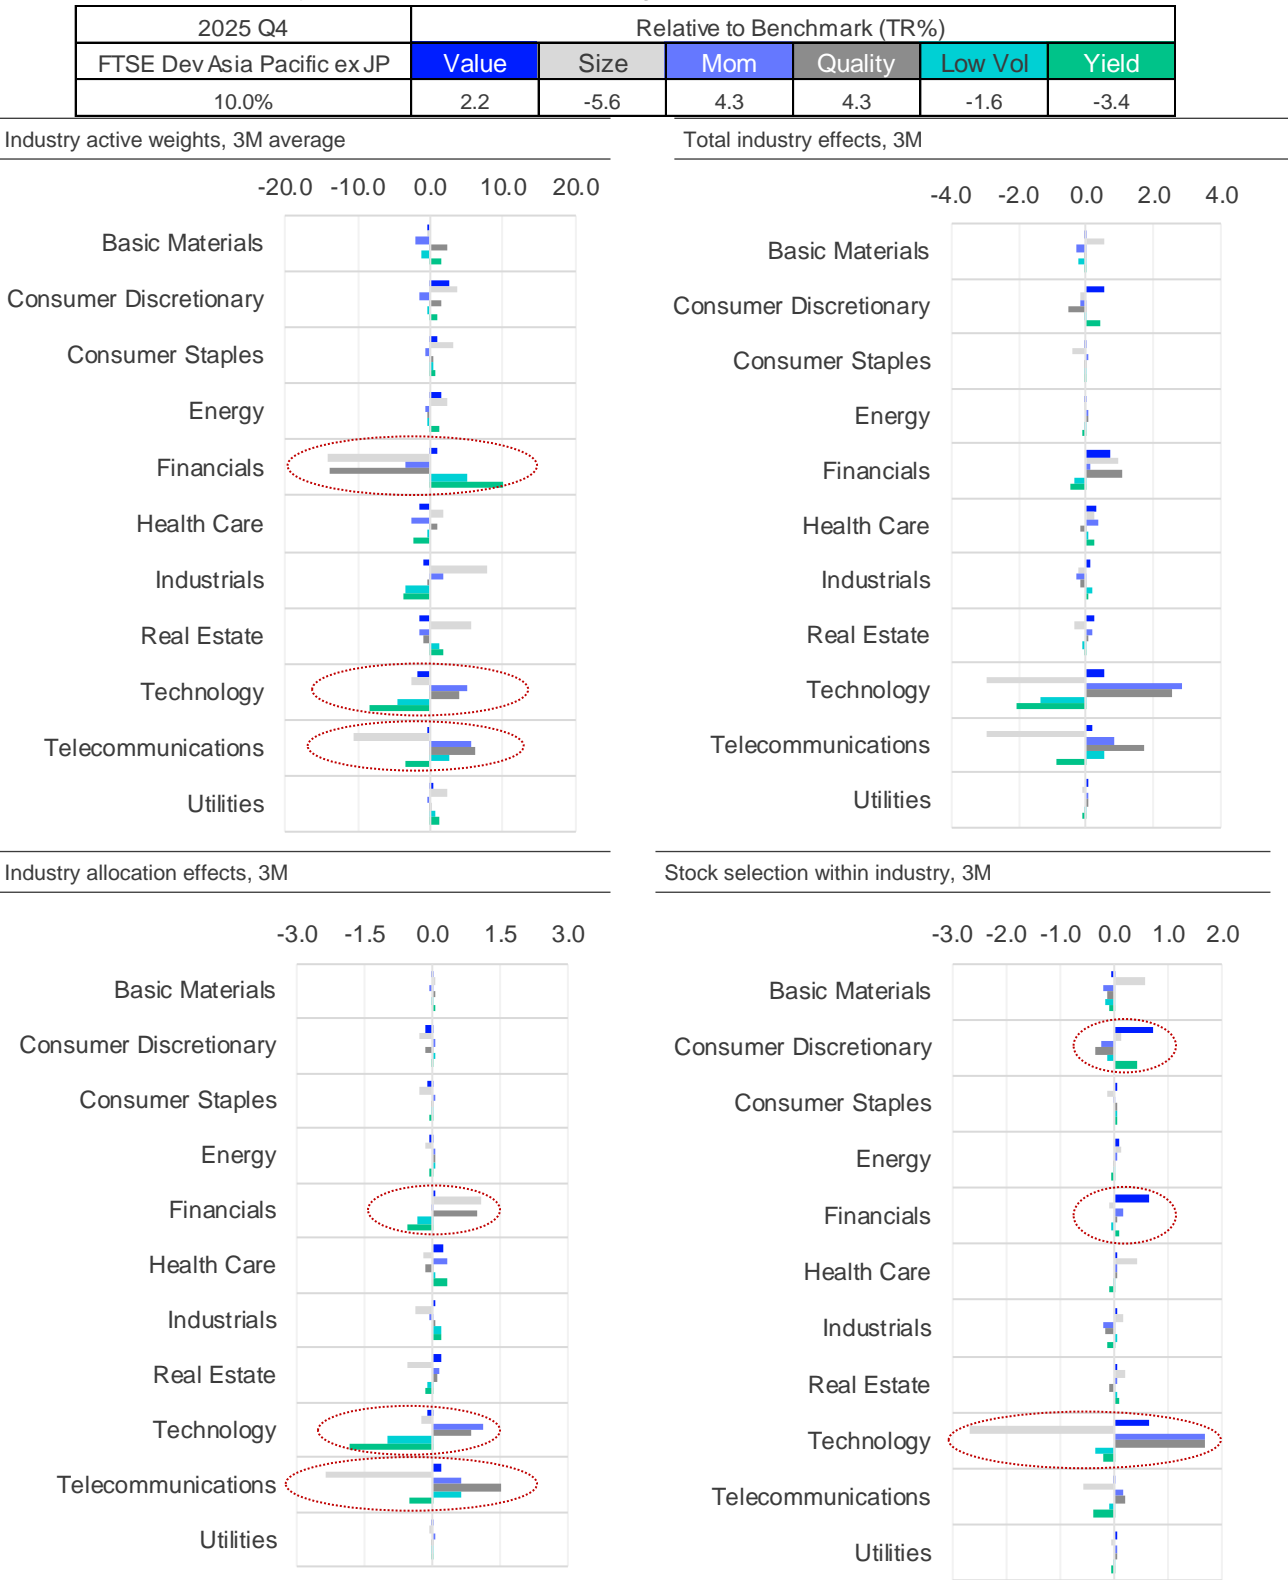 2025 Q4 Relative to Benchmark (TR%)
FTSE Dev Asia Pacific ex JP Value Size Mom Quality Low Vol Yield
10.0% 2.2 -5.6 4.3 4.3 -1.6 -3.4
Industry active weights, 3M average
-20.0 -10.0 0.0 10.0 20.0
Basic Materials
Consumer Discretionary
Consumer Staples
Energy
Financials
Health Care
Industrials
Real Estate
Technology
Telecommunications
Utilities
Total industry effects, 3M
-4.0 -2.0 0.0 2.0 4.0
Basic Materials
Consumer Discretionary
Consumer Staples
Energy
Financials
Health Care
Industrials
Real Estate
Technology
Telecommunications
Utilities
Industry allocation effects, 3M
-3.0 -1.5 0.0 1.5 3.0
Basic Materials
Consumer Discretionary
Consumer Staples
Energy
Financials
Health Care
Industrials
Real Estate
Technology
Telecommunications
Utilities
Stock selection within industry, 3M
-3.0 -2.0 -1.0 0.0 1.0 2.0
Basic Materials
Consumer Discretionary
Consumer Staples
Energy
Financials
Health Care
Industrials
Real Estate
Technology
Telecommunications
Utilities